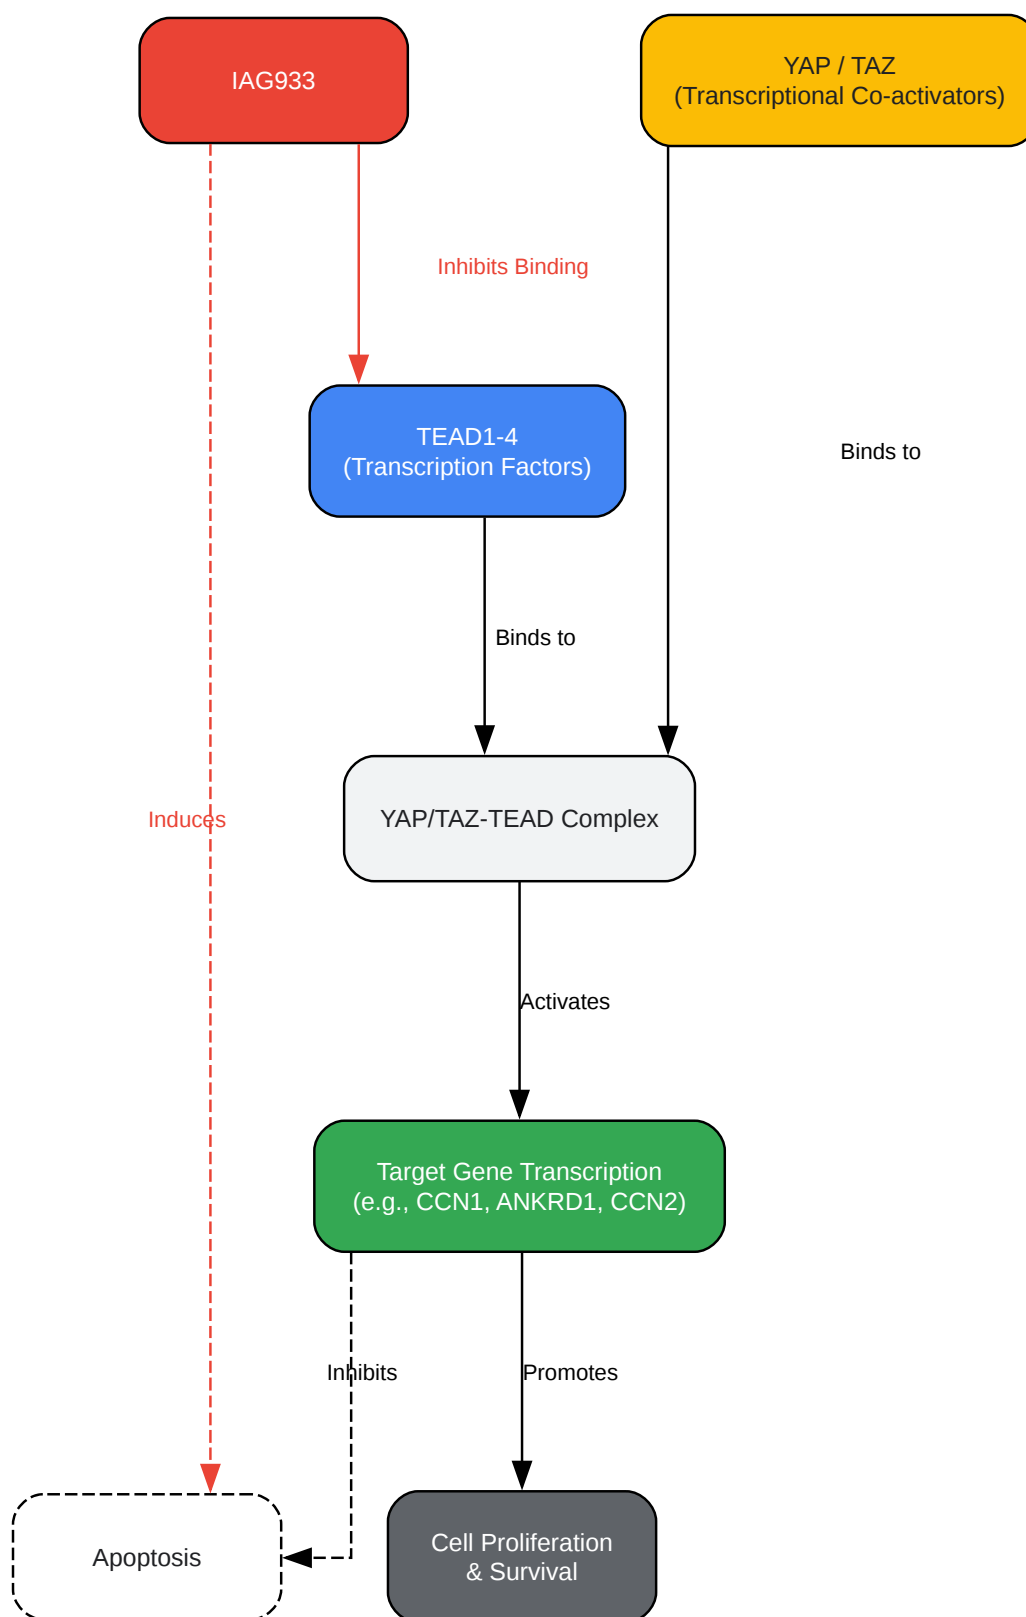 IAG933
YAP / TAZ
(Transcriptional Co-activators)
Inhibits Binding
TEAD1-4
(Transcription Factors)
Binds to
Binds to
YAP/TAZ-TEAD Complex
Induces
Activates
Target Gene Transcription
(e.g., CCN1, ANKRD1, CCN2)
Inhibits
Promotes
Apoptosis
Cell Proliferation
& Survival